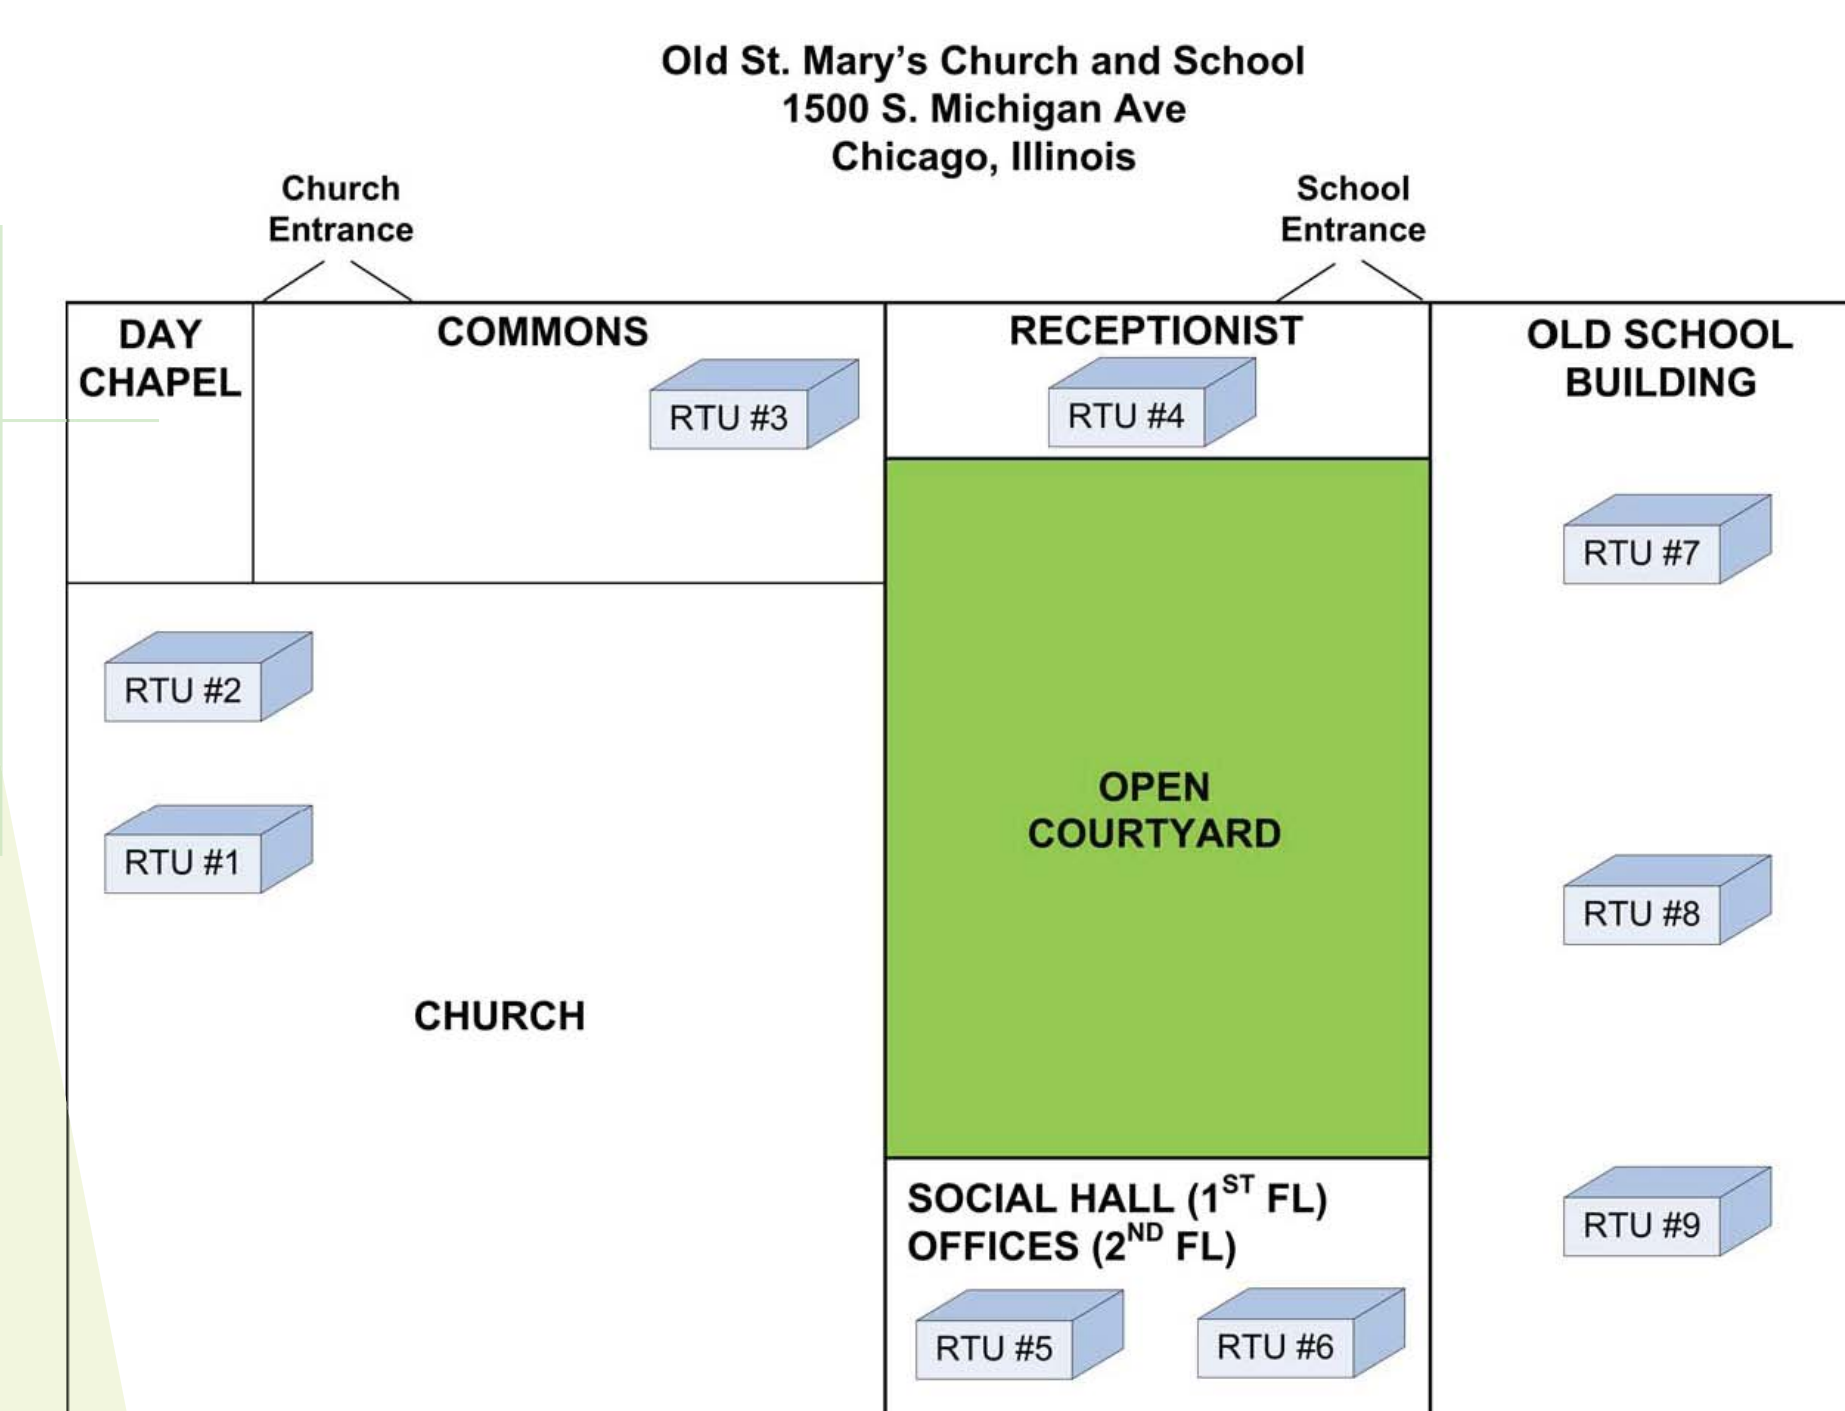 Old St. Mary’s Church and School
1500 S. Michigan Ave
Chicago, Illinois
Church
Entrance
School
Entrance
DAY
CHAPEL
COMMONS
RTU #3
RECEPTIONIST
RTU #4
OLD SCHOOL
BUILDING
RTU #7
RTU #2
RTU #1
OPEN
COURTYARD
RTU #8
CHURCH
SOCIAL HALL (1ST FL)
OFFICES (2ND FL)
RTU #9
RTU #5
RTU #6